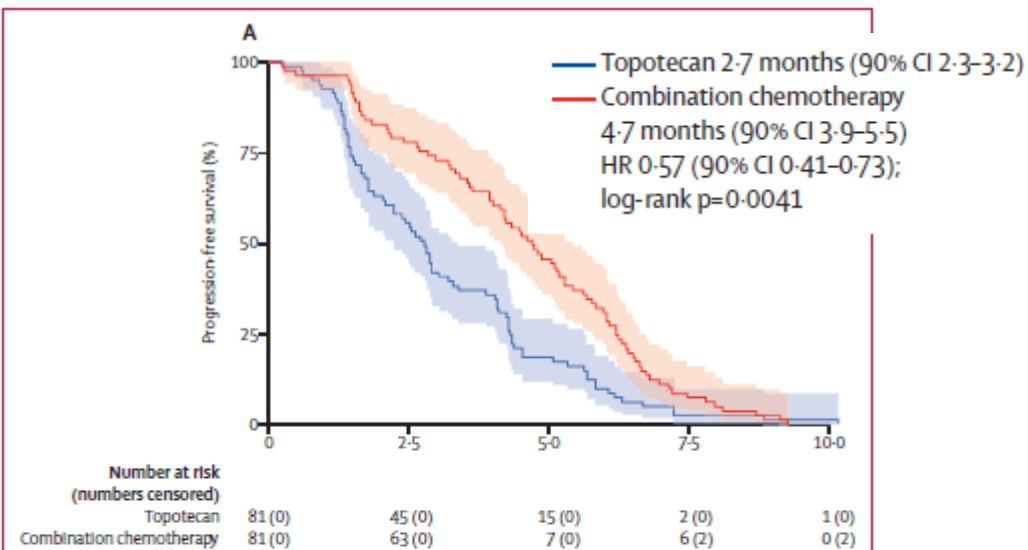 A
100
75
50
25
0
Progression-free survival (%)
Topotecan 2·7 months (90% CI 2·3–3·2)
Combination chemotherapy
4·7 months (90% CI 3·9–5·5)
HR 0·57 (90% CI 0·41–0·73);
log-rank p=0·0041
0 2·5 5·0 7·5 10·0
Number at risk
(numbers censored)
Topotecan 81 (0) 45 (0) 15 (0) 2 (0) 1 (0)
Combination chemotherapy 81 (0) 63 (0) 7 (0) 6 (2) 0 (2)